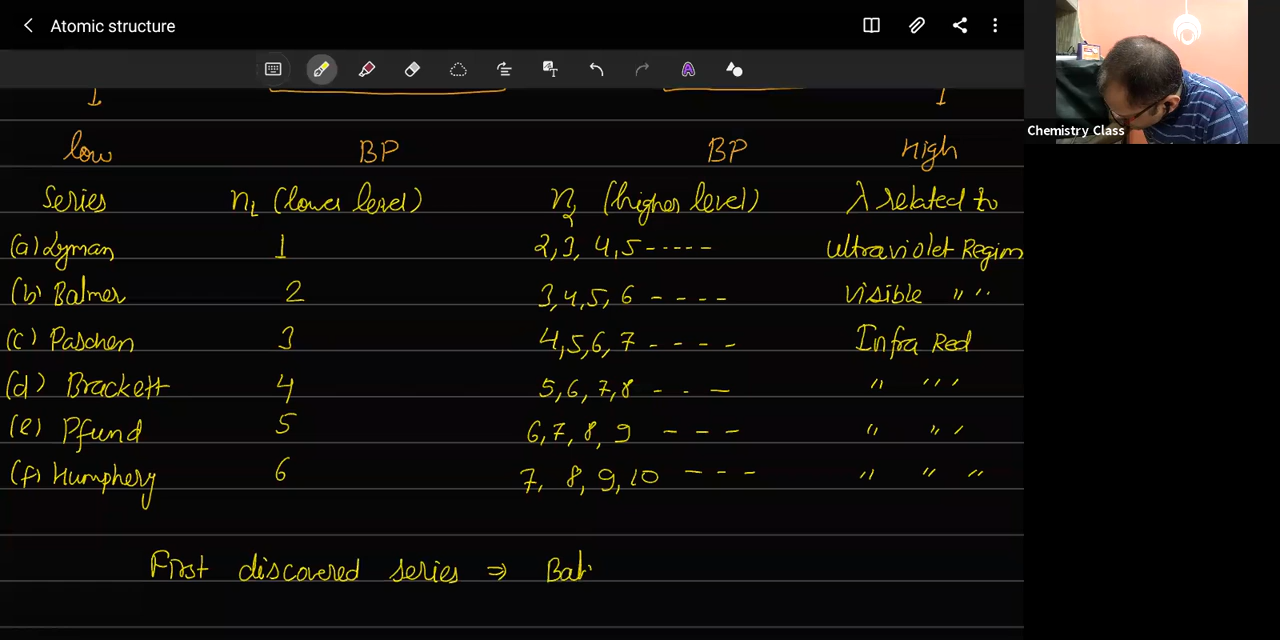 Atomic structure
Chemistry Class
low BP BP High
Series n1 (lower level) n2 (higher level) λ related to
(a) Lyman 1 2,3, 4,5 ----- Ultraviolet Region
(b) Balmer 2 3,4,5, 6 ---- Visible " "
(c) Paschen 3 4,5,6, 7 ---- Infra Red
(d) Brackett 4 5,6, 7,8 --- " "
(e) Pfund 5 6,7, 8, 9 --- " "
(f) Humphery 6 7, 8, 9, 10 --- " " "
First discovered series ⇒ Bal